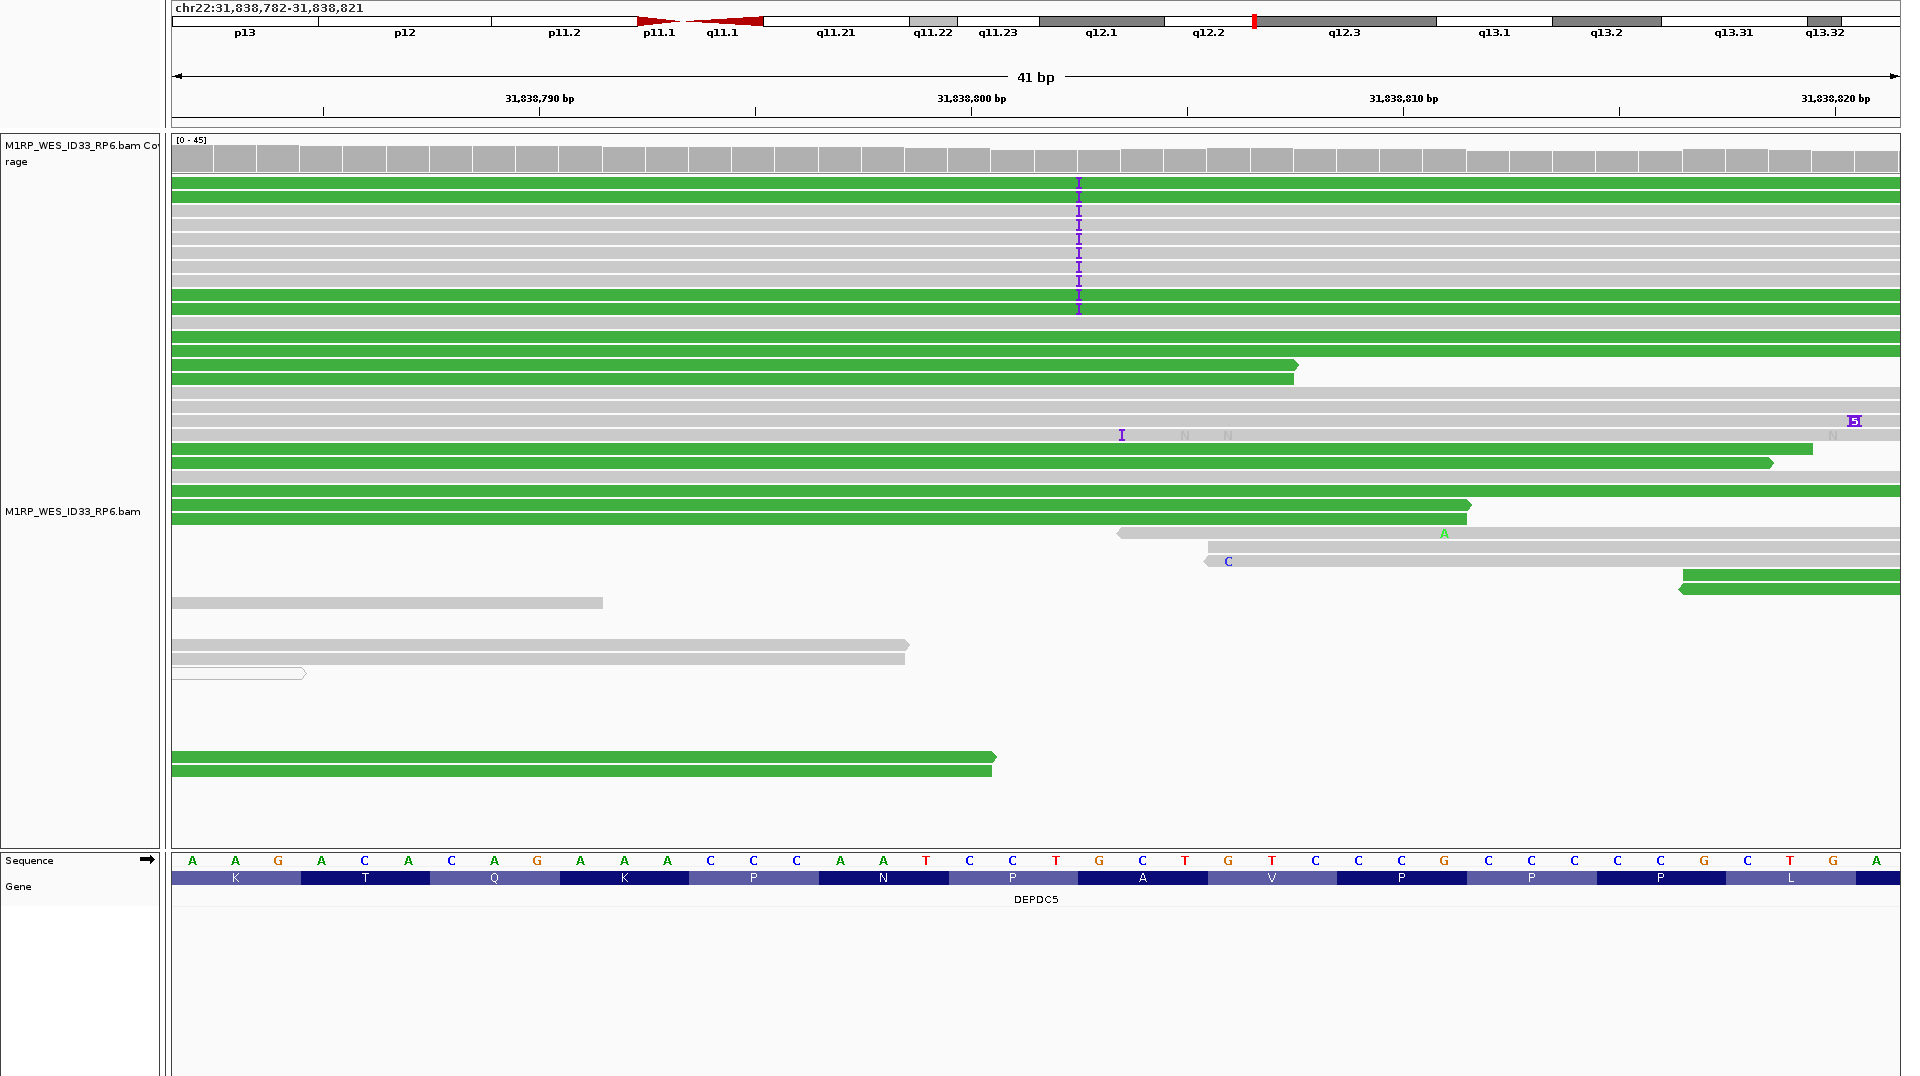 chr22:31,838,782-31,838,821
p13 p12 p11.2 p11.1 q11.1 q11.21 q11.22 q11.23 q12.1 q12.2 q12.3 q13.1 q13.2 q13.31 q13.32
41 bp
31,838,790 bp 31,838,800 bp 31,838,810 bp 31,838,820 bp
M1RP_WES_ID33_RP6.bam Co
rage
[0 - 45]
5
N N N
M1RP_WES_ID33_RP6.bam
A
C
Sequence A A G A C A C A G A A A C C C A A T C C T G C T G T C C C G C C C C C G C T G A
Gene K T Q K P N P A V P P P L
DEPDC5